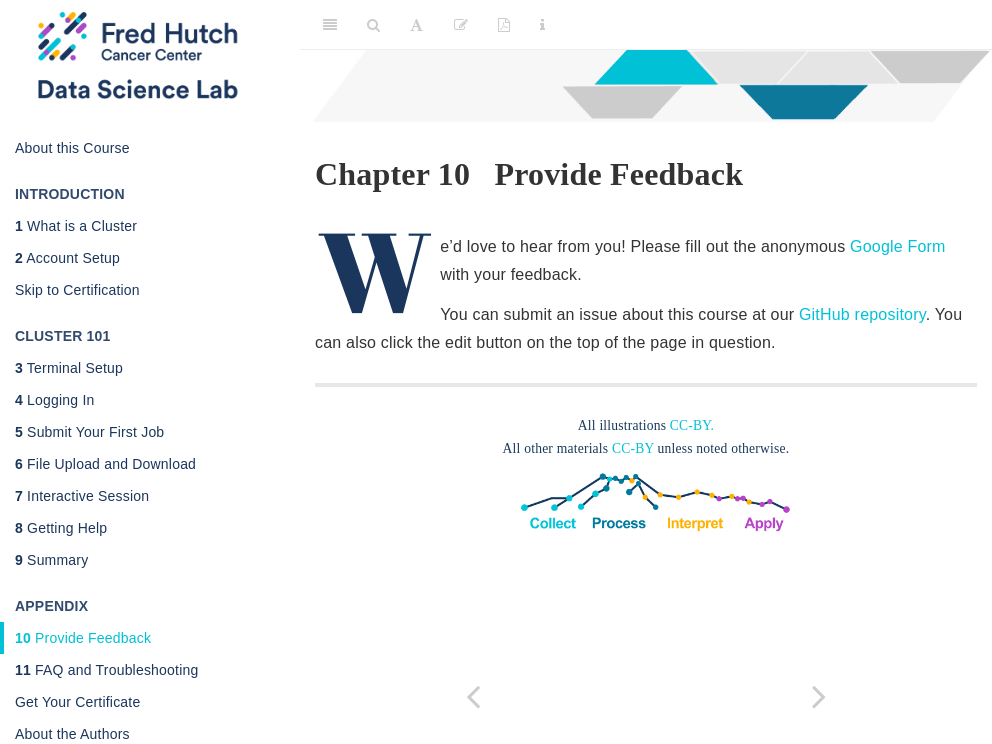 Fred Hutch
Cancer Center
Data Science Lab
About this Course
INTRODUCTION
1 What is a Cluster
2 Account Setup
Skip to Certification
CLUSTER 101
3 Terminal Setup
4 Logging In
5 Submit Your First Job
6 File Upload and Download
7 Interactive Session
8 Getting Help
9 Summary
APPENDIX
10 Provide Feedback
11 FAQ and Troubleshooting
Get Your Certificate
About the Authors
Chapter 10 Provide Feedback
We’d love to hear from you! Please fill out the anonymous Google Form
with your feedback.
You can submit an issue about this course at our GitHub repository. You
can also click the edit button on the top of the page in question.
All illustrations CC-BY.
All other materials CC-BY unless noted otherwise.
Collect Process Interpret Apply